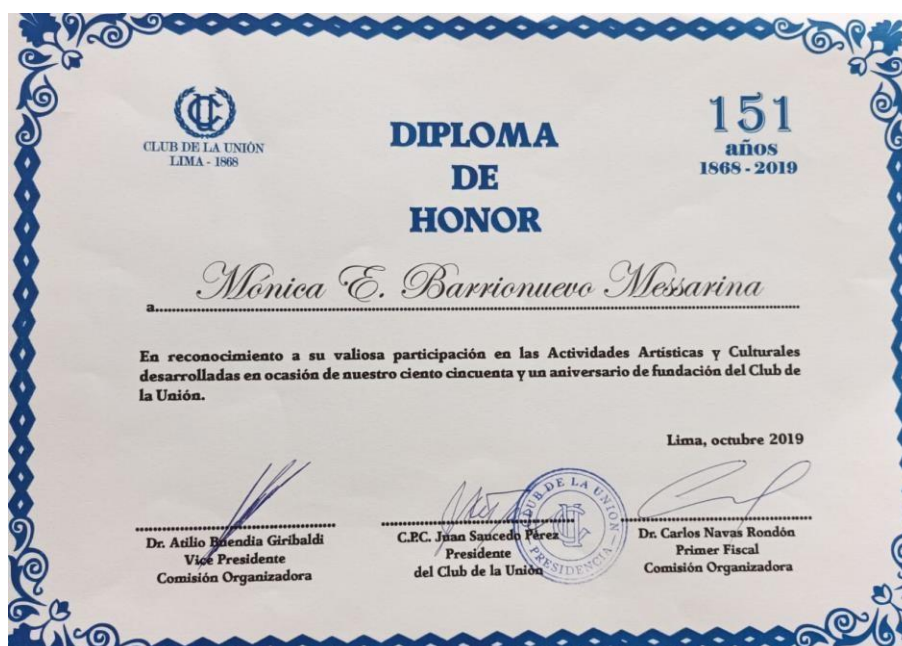 CLUB DE LA UNIÓN
LIMA - 1868
DIPLOMA
DE
HONOR
151
años
1868 - 2019
a Mónica E. Barrionuevo Messarina
En reconocimiento a su valiosa participación en las Actividades Artísticas y Culturales
desarrolladas en ocasión de nuestro ciento cincuenta y un aniversario de fundación del Club de
la Unión.
Lima, octubre 2019
Dr. Atilio Buendia Giribaldi
Vice Presidente
Comisión Organizadora
C.P.C. Juan Saucedo Pérez
Presidente
del Club de la Unión
CLUB DE LA UNION
PRESIDENCIA
Dr. Carlos Navas Rondón
Primer Fiscal
Comisión Organizadora